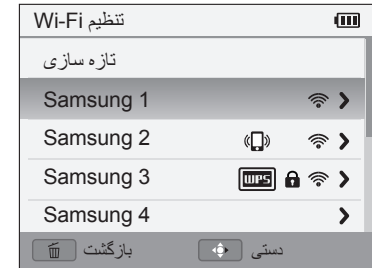 تنظیم Wi-Fi
تازه سازی
Samsung 1
Samsung 2
Samsung 3 WPS
Samsung 4
بازگشت دستی